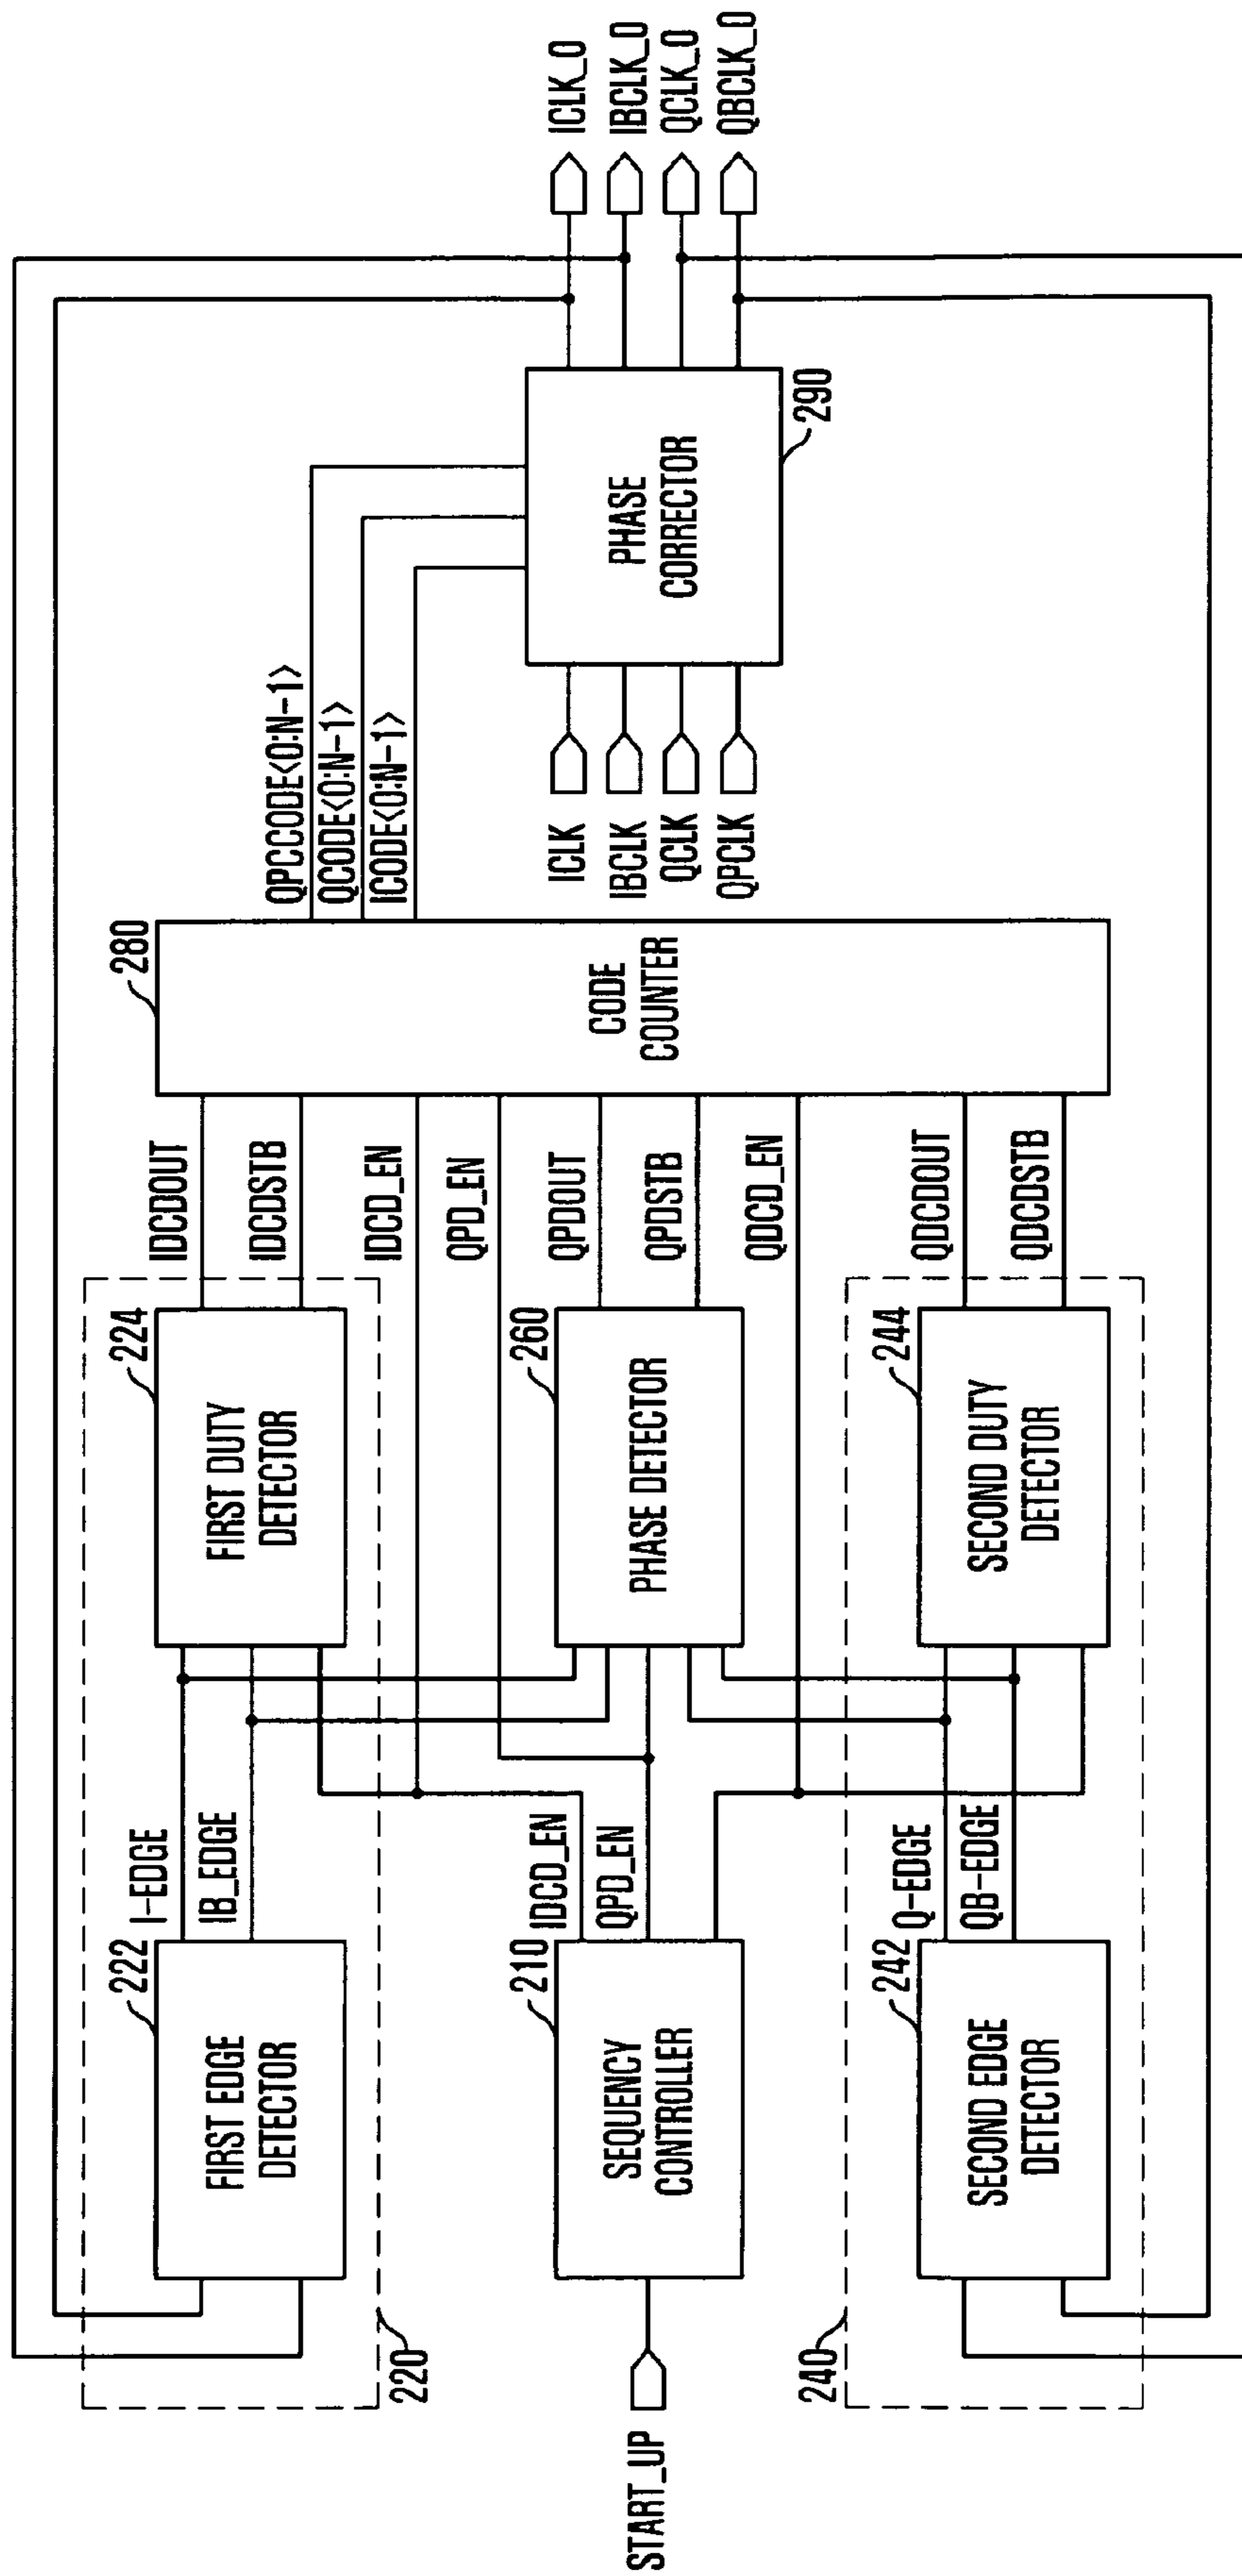 START_UP
220
222
FIRST EDGE
DETECTOR
I-EDGE
IB_EDGE
224
FIRST DUTY
DETECTOR
IDCDOUT
IDCDSTB
IDCD_EN
QPD_EN
210
SEQUENCY
CONTROLLER
IDCD_EN
QPD_EN
260
PHASE DETECTOR
QPDOUT
QPDSTB
QDCD_EN
240
242
SECOND EDGE
DETECTOR
Q-EDGE
QB-EDGE
244
SECOND DUTY
DETECTOR
QDCDOUT
QDCDSTB
280
CODE
COUNTER
QPCCODE<0:N-1>
QCODE<0:N-1>
ICODE<0:N-1>
ICLK
IBCLK
QCLK
QPCLK
PHASE
CORRECTOR
290
ICLK_O
IBCLK_O
QCLK_O
QBCLK_O